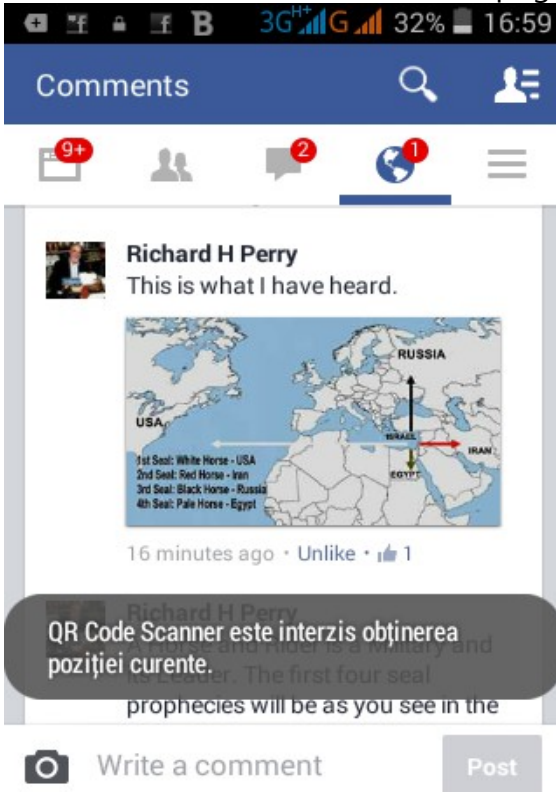 3G H+ G 32% 16:59
Comments
9+ 2 1
Richard H Perry
This is what I have heard.
RUSSIA
USA
ISRAEL
IRAN
EGYPT
1st Seal: White Horse - USA
2nd Seal: Red Horse - Iran
3rd Seal: Black Horse - Russia
4th Seal: Pale Horse - Egypt
16 minutes ago · Unlike · 1
Richard H Perry
A Horse and Rider is a Military and
its Leader. The first four seal
prophecies will be as you see in the
QR Code Scanner este interzis obținerea
poziției curente.
Write a comment
Post